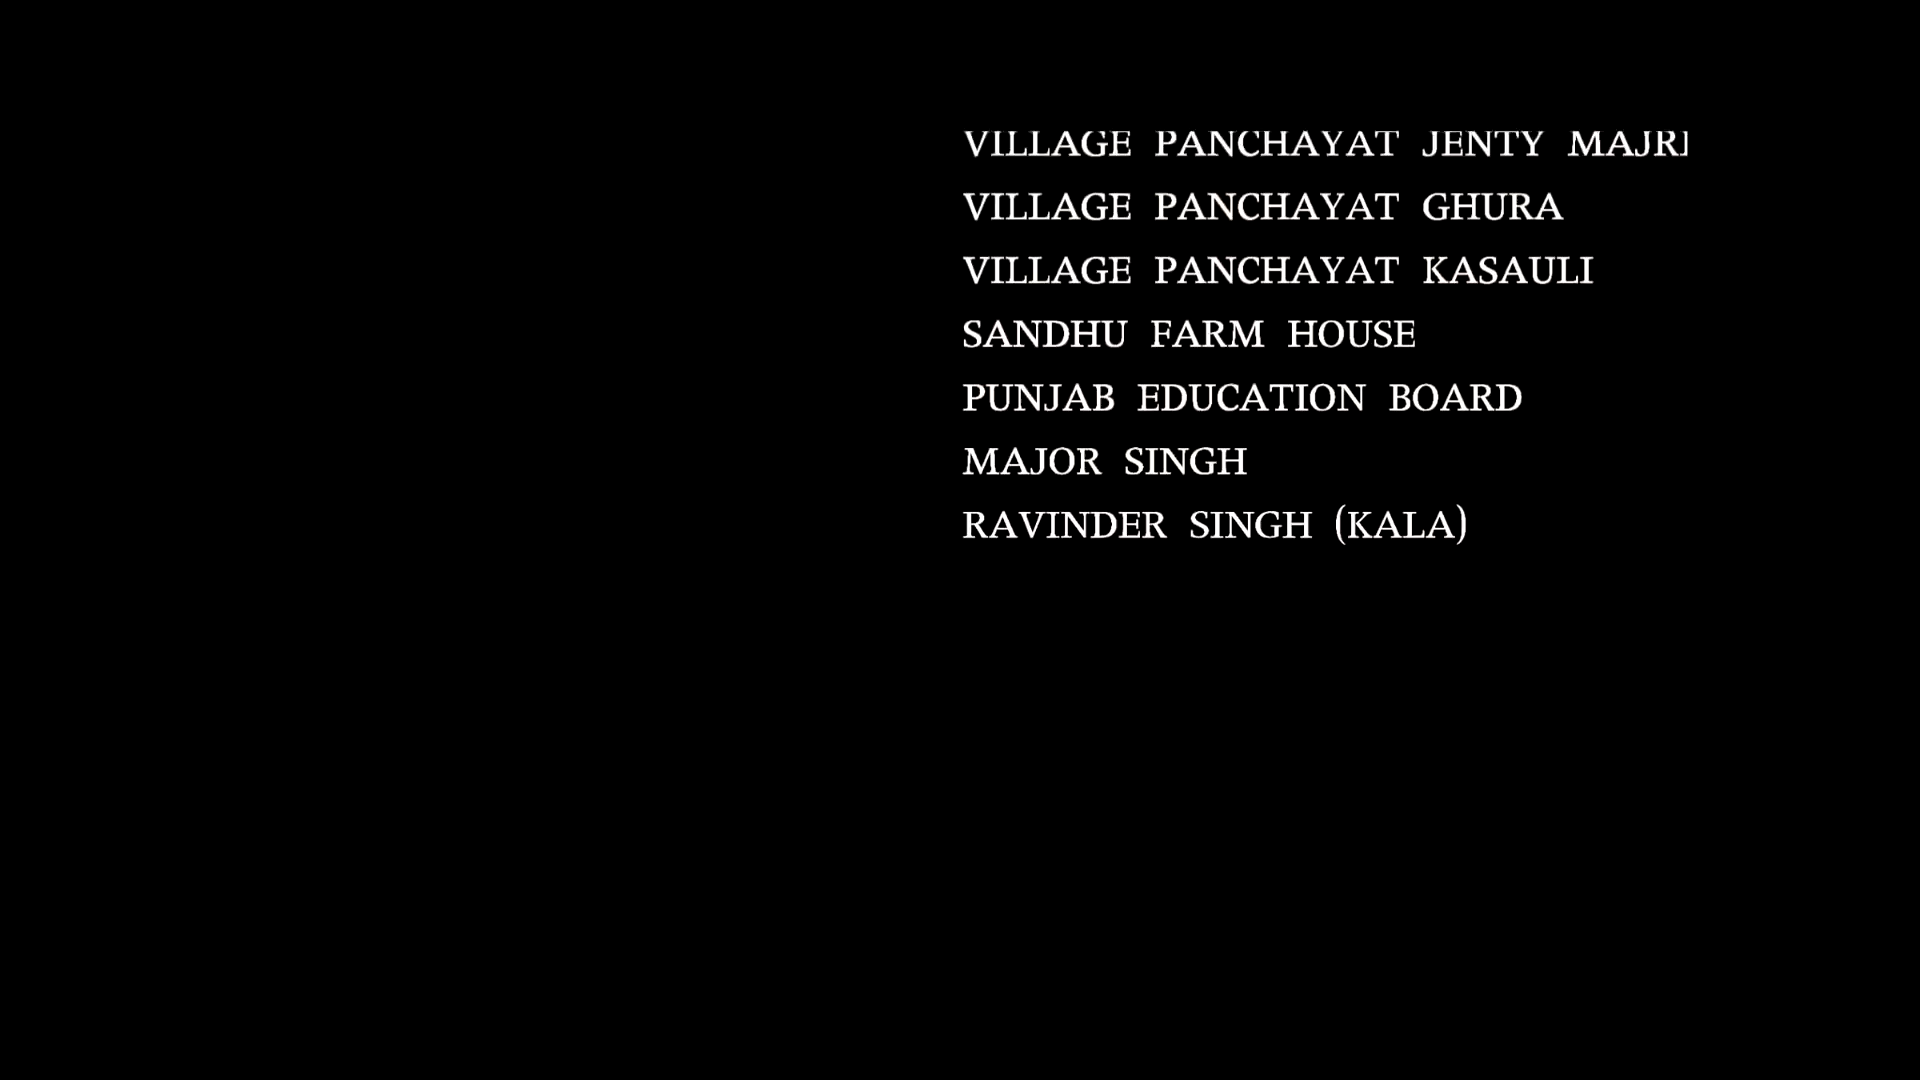 VILLAGE PANCHAYAT JENTY MAJRI
VILLAGE PANCHAYAT GHURA
VILLAGE PANCHAYAT KASAULI
SANDHU FARM HOUSE
PUNJAB EDUCATION BOARD
MAJOR SINGH
RAVINDER SINGH (KALA)